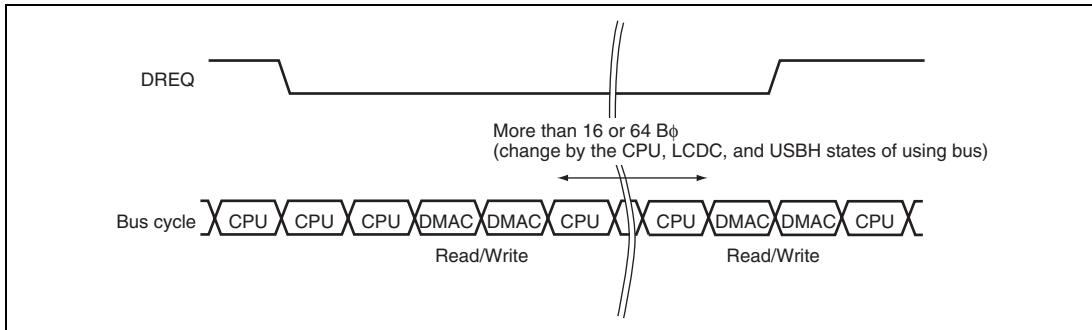 DREQ
More than 16 or 64 Bϕ
(change by the CPU, LCDC, and USBH states of using bus)
Bus cycle CPU CPU CPU DMAC DMAC CPU CPU DMAC DMAC CPU
Read/Write Read/Write